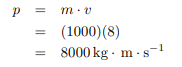 p = m · v
= (1000)(8)
= 8000 kg · m · s⁻¹